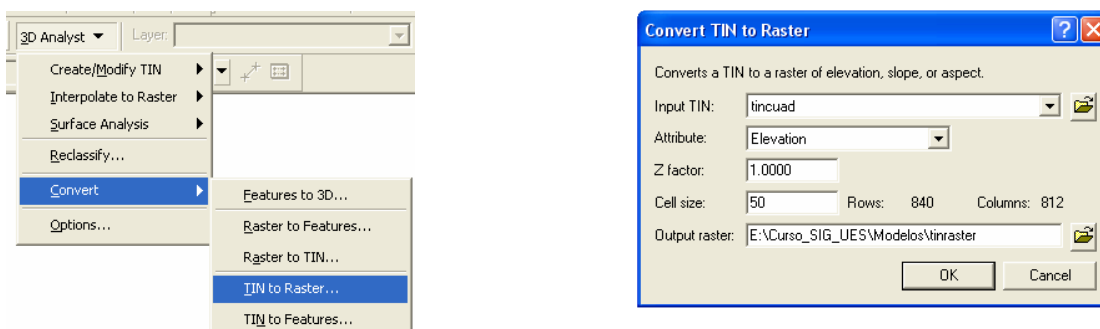 3D Analyst
Layer:
Create/Modify TIN
Interpolate to Raster
Surface Analysis
Reclassify...
Convert
Options...
Features to 3D...
Raster to Features...
Raster to TIN...
TIN to Raster...
TIN to Features...
Convert TIN to Raster
Converts a TIN to a raster of elevation, slope, or aspect.
Input TIN: tincuad
Attribute: Elevation
Z factor: 1.0000
Cell size: 50 Rows: 840 Columns: 812
Output raster: E:\Curso_SIG_UES\Modelos\tinraster
OK Cancel